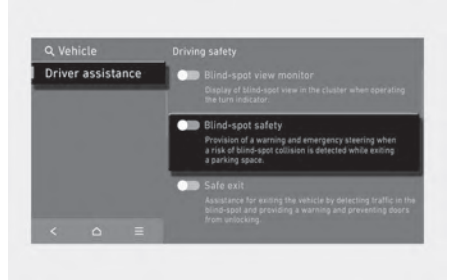 Vehicle
Driving safety
Driver assistance
Blind-spot view monitor
Display of blind-spot view in the cluster when operating
the turn indicator.
Blind-spot safety
Provision of a warning and emergency steering when
a risk of blind-spot collision is detected while exiting
a parking space.
Safe exit
Assistance for exiting the vehicle by detecting traffic in the
blind-spot and providing a warning and preventing doors
from unlocking.